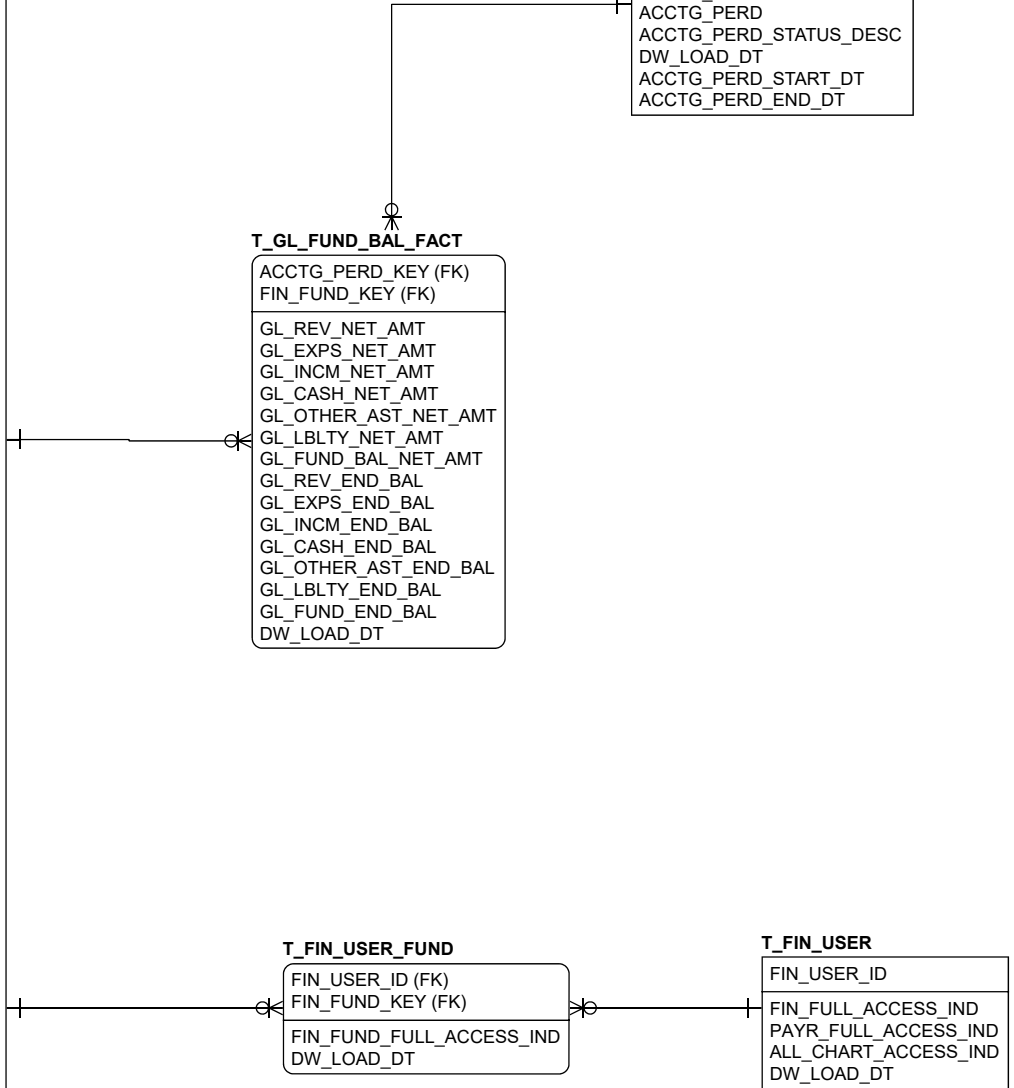 ACCTG_PERD
ACCTG_PERD_STATUS_DESC
DW_LOAD_DT
ACCTG_PERD_START_DT
ACCTG_PERD_END_DT
T_GL_FUND_BAL_FACT
ACCTG_PERD_KEY (FK)
FIN_FUND_KEY (FK)
GL_REV_NET_AMT
GL_EXPS_NET_AMT
GL_INCM_NET_AMT
GL_CASH_NET_AMT
GL_OTHER_AST_NET_AMT
GL_LBLTY_NET_AMT
GL_FUND_BAL_NET_AMT
GL_REV_END_BAL
GL_EXPS_END_BAL
GL_INCM_END_BAL
GL_CASH_END_BAL
GL_OTHER_AST_END_BAL
GL_LBLTY_END_BAL
GL_FUND_END_BAL
DW_LOAD_DT
T_FIN_USER_FUND
FIN_USER_ID (FK)
FIN_FUND_KEY (FK)
FIN_FUND_FULL_ACCESS_IND
DW_LOAD_DT
T_FIN_USER
FIN_USER_ID
FIN_FULL_ACCESS_IND
PAYR_FULL_ACCESS_IND
ALL_CHART_ACCESS_IND
DW_LOAD_DT